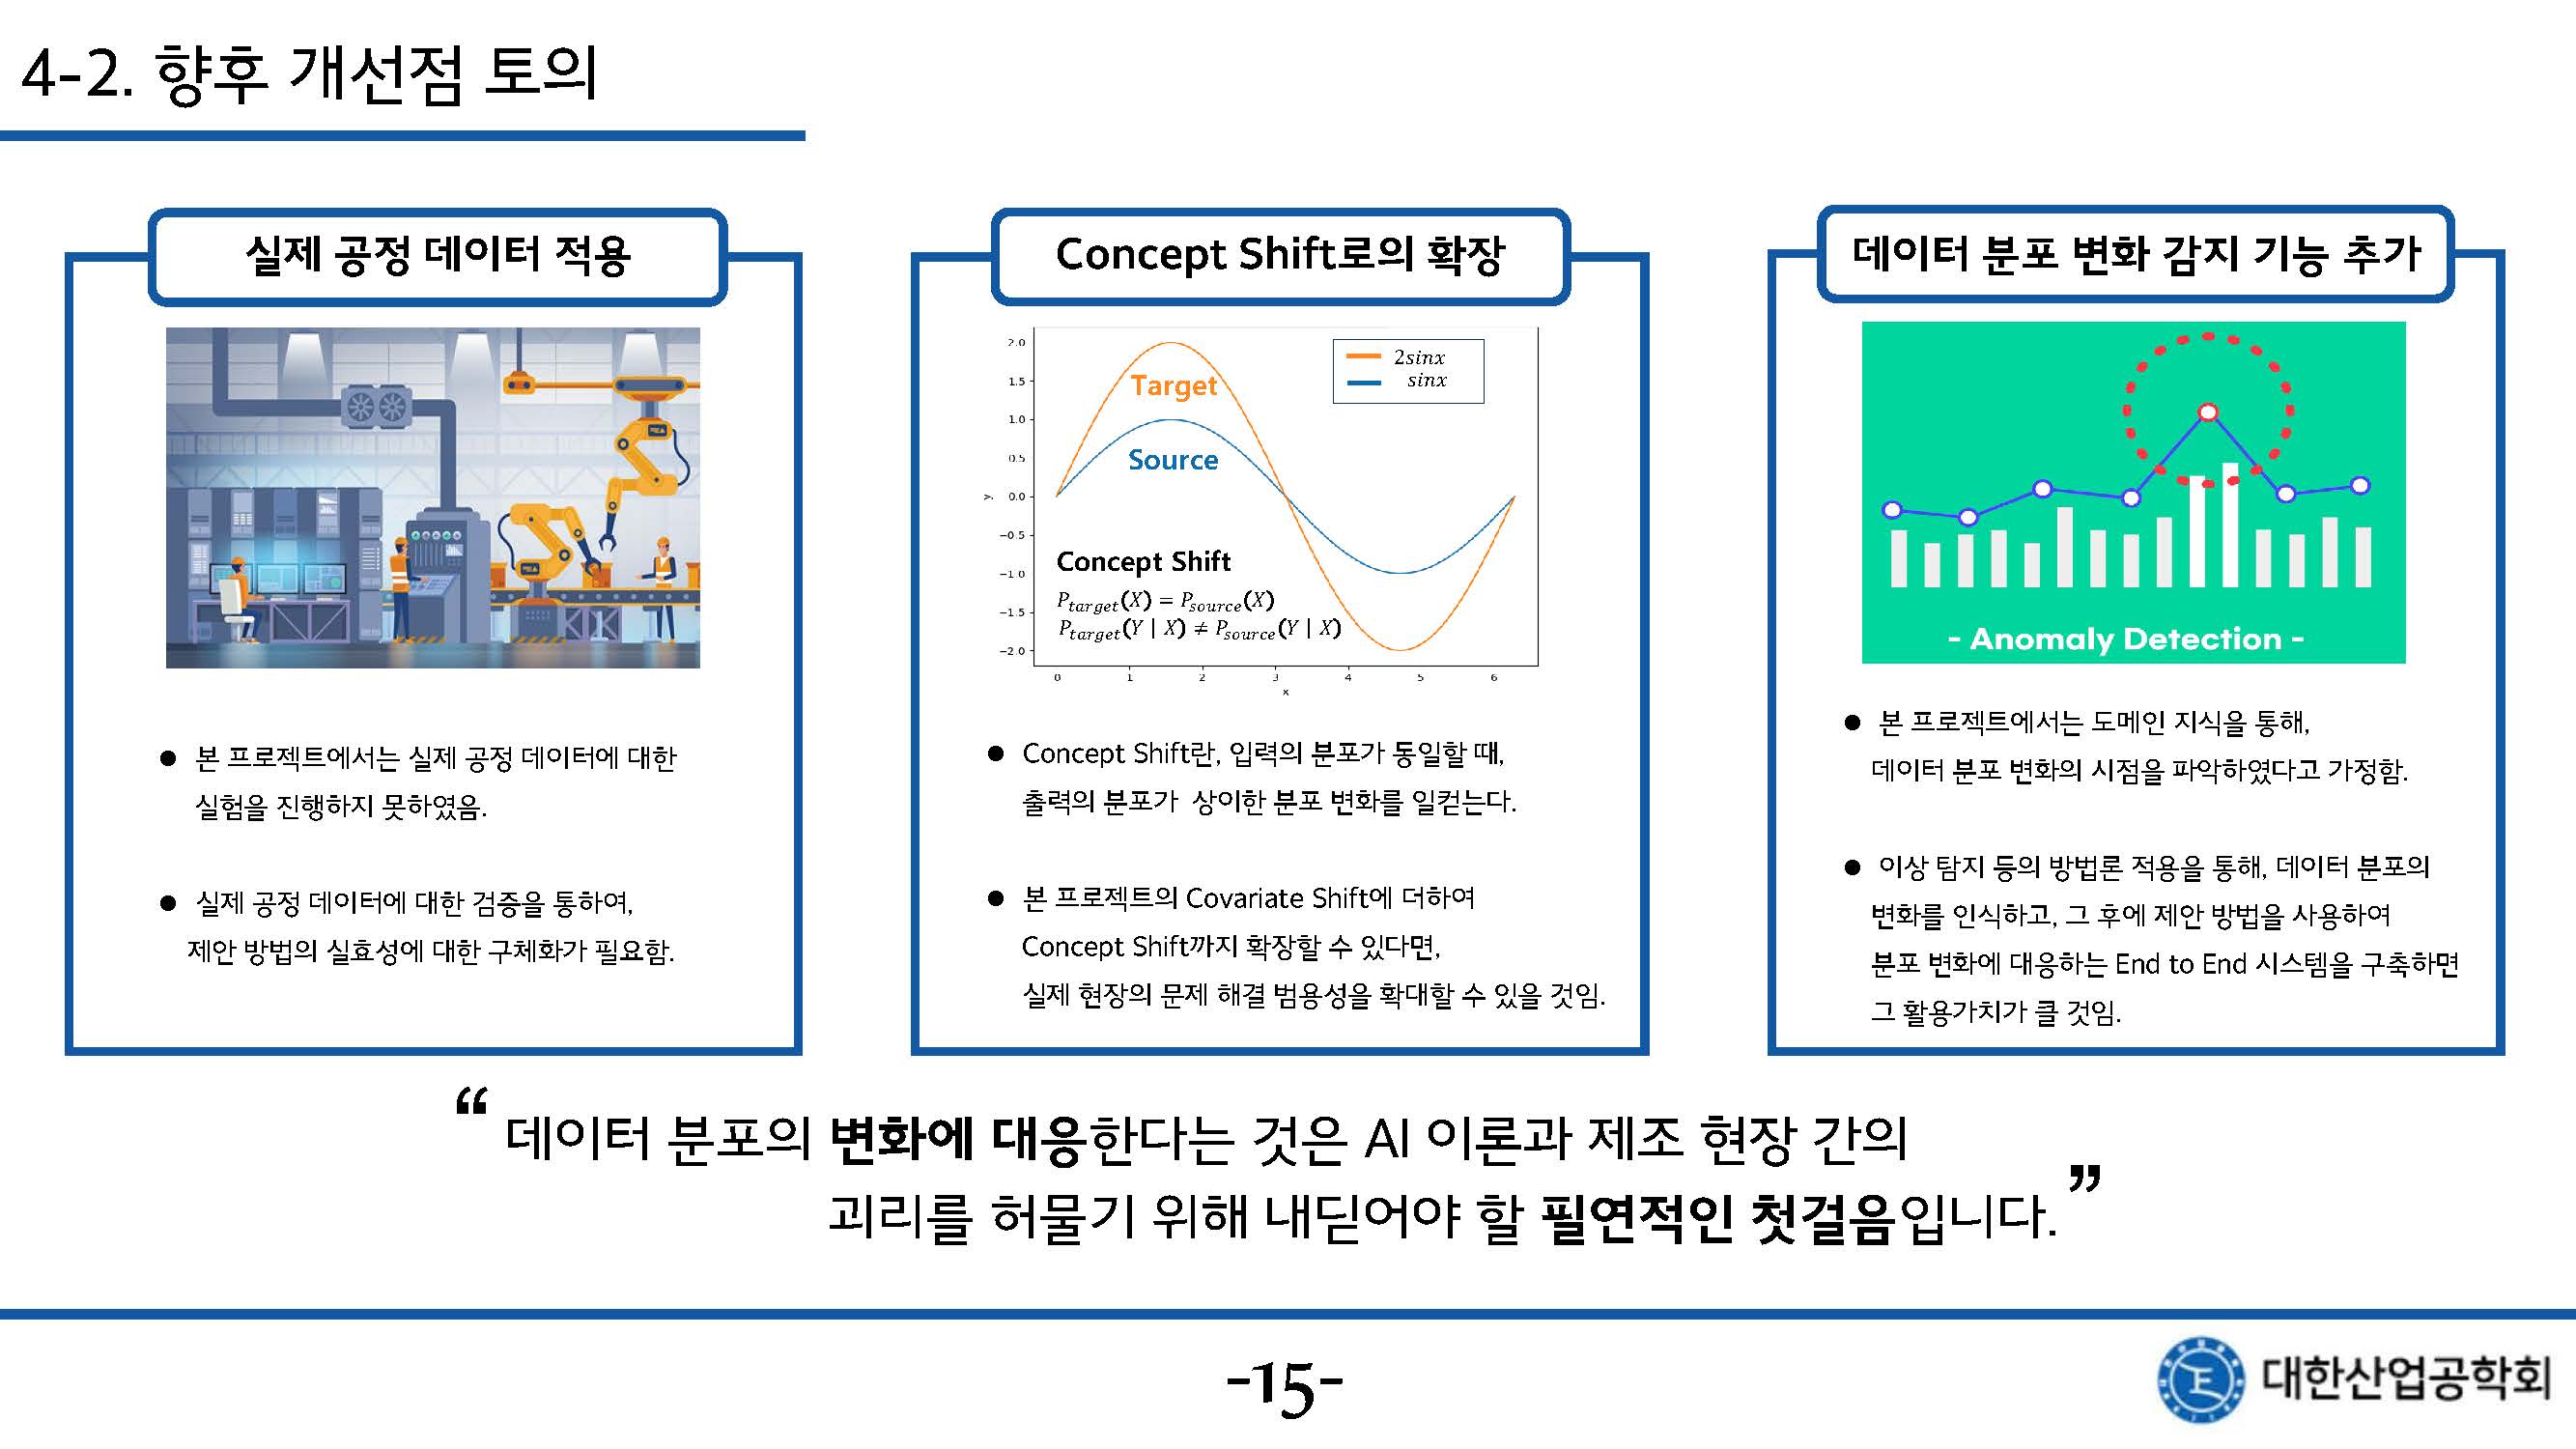 4-2. 향후 개선점 토의
실제 공정 데이터 적용
● 본 프로젝트에서는 실제 공정 데이터에 대한
실험을 진행하지 못하였음.
● 실제 공정 데이터에 대한 검증을 통하여,
제안 방법의 실효성에 대한 구체화가 필요함.
Concept Shift로의 확장
2sinx
sinx
Target
Source
Concept Shift
P_target(X) = P_source(X)
P_target(Y | X) ≠ P_source(Y | X)
2.0
1.5
1.0
0.5
0.0
−0.5
−1.0
−1.5
−2.0
y
0 1 2 3 4 5 6
x
● Concept Shift란, 입력의 분포가 동일할 때,
출력의 분포가 상이한 분포 변화를 일컫는다.
● 본 프로젝트의 Covariate Shift에 더하여
Concept Shift까지 확장할 수 있다면,
실제 현장의 문제 해결 범용성을 확대할 수 있을 것임.
데이터 분포 변화 감지 기능 추가
- Anomaly Detection -
● 본 프로젝트에서는 도메인 지식을 통해,
데이터 분포 변화의 시점을 파악하였다고 가정함.
● 이상 탐지 등의 방법론 적용을 통해, 데이터 분포의
변화를 인식하고, 그 후에 제안 방법을 사용하여
분포 변화에 대응하는 End to End 시스템을 구축하면
그 활용가치가 클 것임.
“ 데이터 분포의 변화에 대응한다는 것은 AI 이론과 제조 현장 간의
괴리를 허물기 위해 내딛어야 할 필연적인 첫걸음입니다. ”
-15-
대한산업공학회